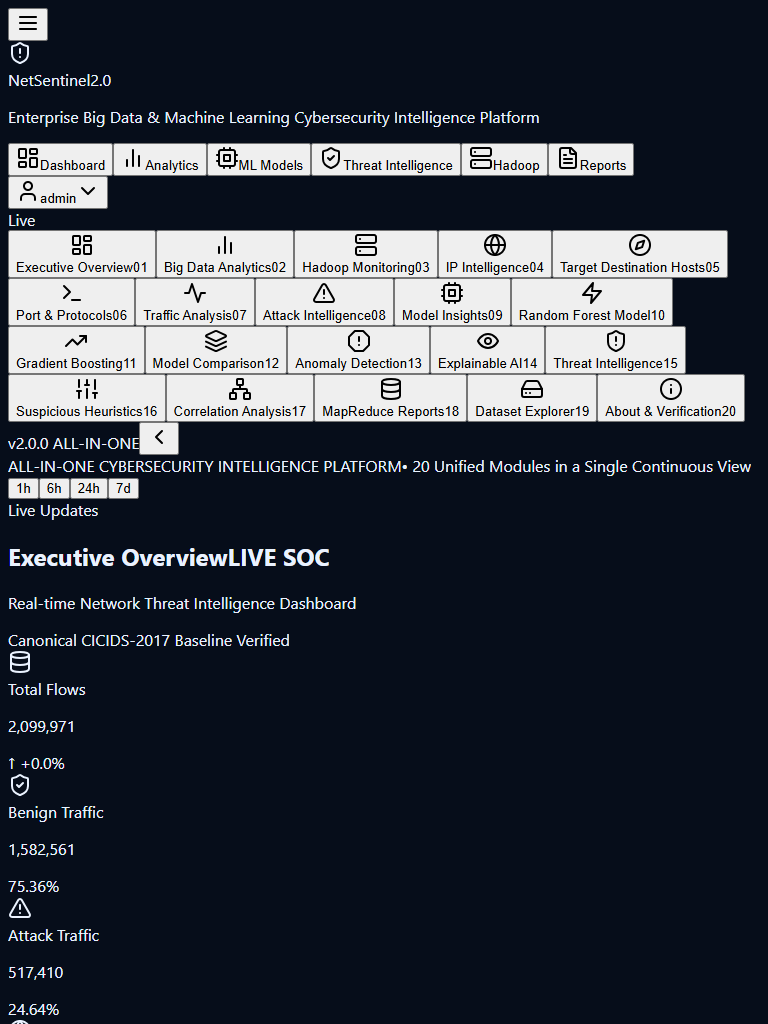 NetSentinel2.0
Enterprise Big Data & Machine Learning Cybersecurity Intelligence Platform
Dashboard Analytics ML Models Threat Intelligence Hadoop Reports
admin
Live
Executive Overview01 Big Data Analytics02 Hadoop Monitoring03 IP Intelligence04 Target Destination Hosts05
Port & Protocols06 Traffic Analysis07 Attack Intelligence08 Model Insights09 Random Forest Model10
Gradient Boosting11 Model Comparison12 Anomaly Detection13 Explainable AI14 Threat Intelligence15
Suspicious Heuristics16 Correlation Analysis17 MapReduce Reports18 Dataset Explorer19 About & Verification20
v2.0.0 ALL-IN-ONE
ALL-IN-ONE CYBERSECURITY INTELLIGENCE PLATFORM• 20 Unified Modules in a Single Continuous View
1h 6h 24h 7d
Live Updates
Executive OverviewLIVE SOC
Real-time Network Threat Intelligence Dashboard
Canonical CICIDS-2017 Baseline Verified
Total Flows
2,099,971
↑ +0.0%
Benign Traffic
1,582,561
75.36%
Attack Traffic
517,410
24.64%